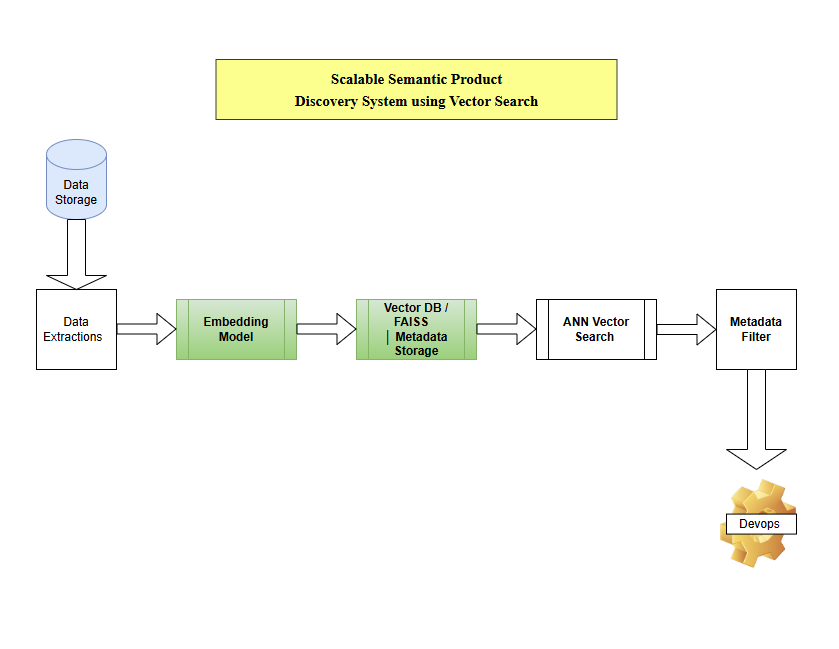 Scalable Semantic Product
Discovery System using Vector Search
Data
Storage
Data
Extractions
Embedding
Model
Vector DB /
FAISS
| Metadata
Storage
ANN Vector
Search
Metadata
Filter
Devops